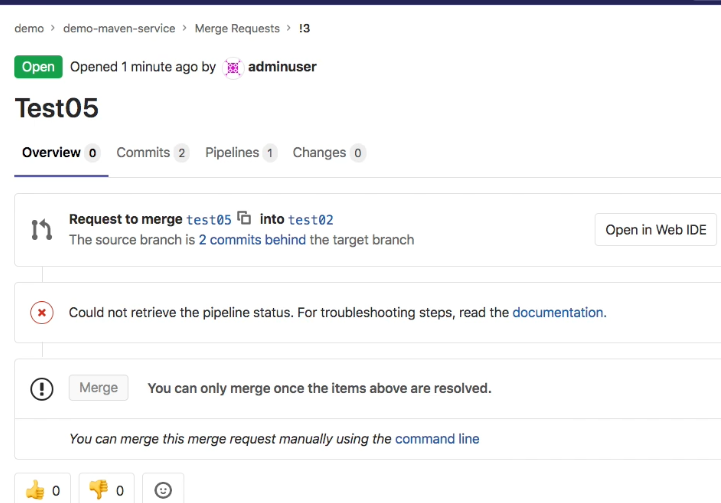 demo > demo-maven-service > Merge Requests > !3
Open Opened 1 minute ago by adminuser
Test05
Overview 0 Commits 2 Pipelines 1 Changes 0
Request to merge test05 into test02
The source branch is 2 commits behind the target branch
Open in Web IDE
Could not retrieve the pipeline status. For troubleshooting steps, read the documentation.
Merge You can only merge once the items above are resolved.
You can merge this merge request manually using the command line
0 0